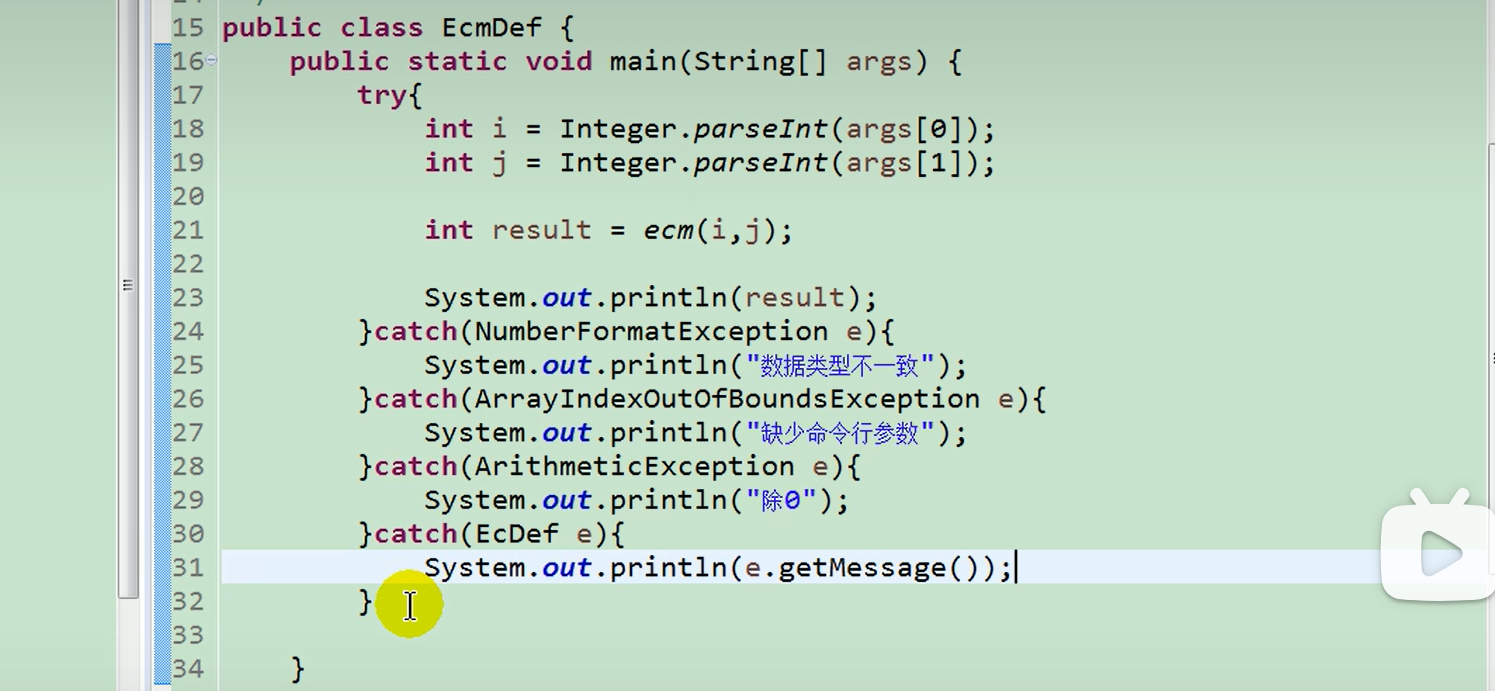 15 public class EcmDef {
16 public static void main(String[] args) {
17 try{
18 int i = Integer.parseInt(args[0]);
19 int j = Integer.parseInt(args[1]);
20
21 int result = ecm(i,j);
22
23 System.out.println(result);
24 }catch(NumberFormatException e){
25 System.out.println("数据类型不一致");
26 }catch(ArrayIndexOutOfBoundsException e){
27 System.out.println("缺少命令行参数");
28 }catch(ArithmeticException e){
29 System.out.println("除0");
30 }catch(EcDef e){
31 System.out.println(e.getMessage());
32 }
33
34 }